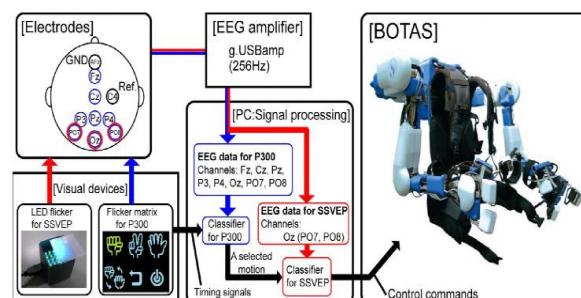 [Electrodes]
GND
AFz
Fz
Cz
C4
Ref.
P3
Pz
P4
PO7
Oz
PO8
[EEG amplifier]
g.USBamp
(256Hz)
[BOTAS]
[PC:Signal processing]
EEG data for P300
Channels: Fz, Cz, Pz,
P3, P4, Oz, PO7, PO8
EEG data for SSVEP
Channels:
Oz (PO7, PO8)
[Visual devices]
LED flicker
for SSVEP
Flicker matrix
for P300
Classifier
for P300
A selected
motion
Classifier
for SSVEP
Timing signals
Control commands